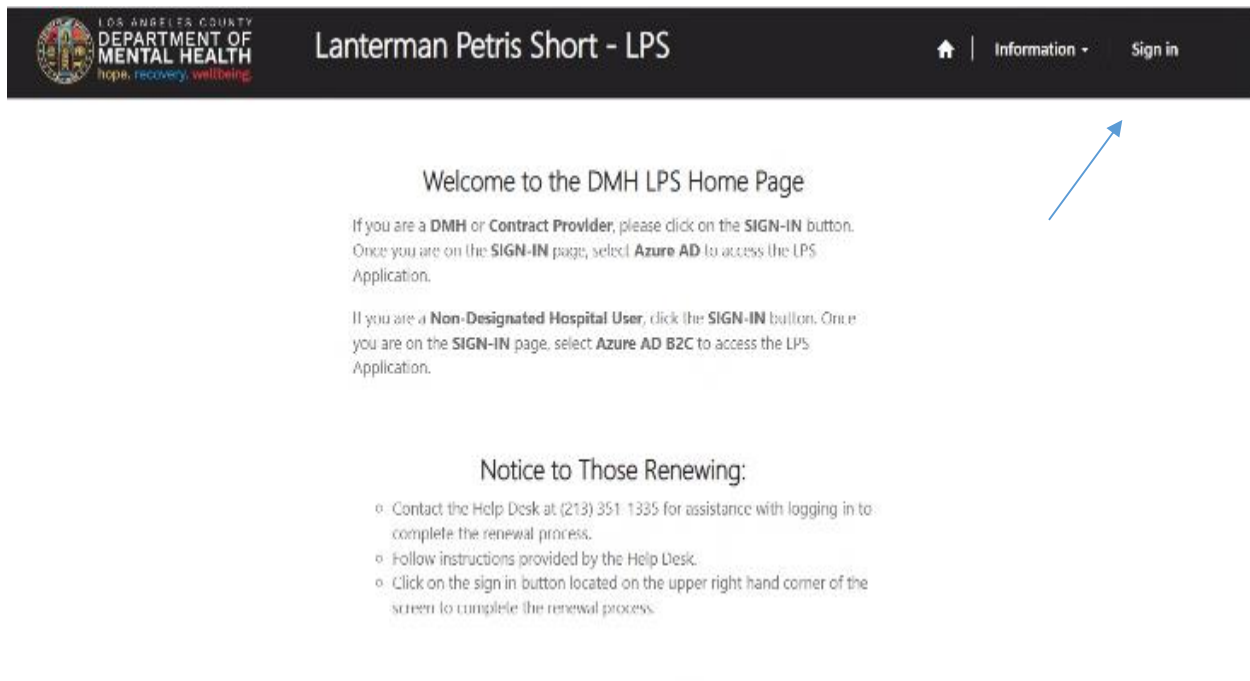 LOS ANGELES COUNTY
DEPARTMENT OF
MENTAL HEALTH
hope. recovery. wellbeing.
Lanterman Petris Short - LPS
Information
Sign in
Welcome to the DMH LPS Home Page
If you are a DMH or Contract Provider, please click on the SIGN-IN button.
Once you are on the SIGN-IN page, select Azure AD to access the LPS
Application.
If you are a Non-Designated Hospital User, click the SIGN-IN button. Once
you are on the SIGN-IN page, select Azure AD B2C to access the LPS
Application.
Notice to Those Renewing:
Contact the Help Desk at (213) 351-1335 for assistance with logging in to
complete the renewal process.
Follow instructions provided by the Help Desk.
Click on the sign in button located on the upper right hand corner of the
screen to complete the renewal process.